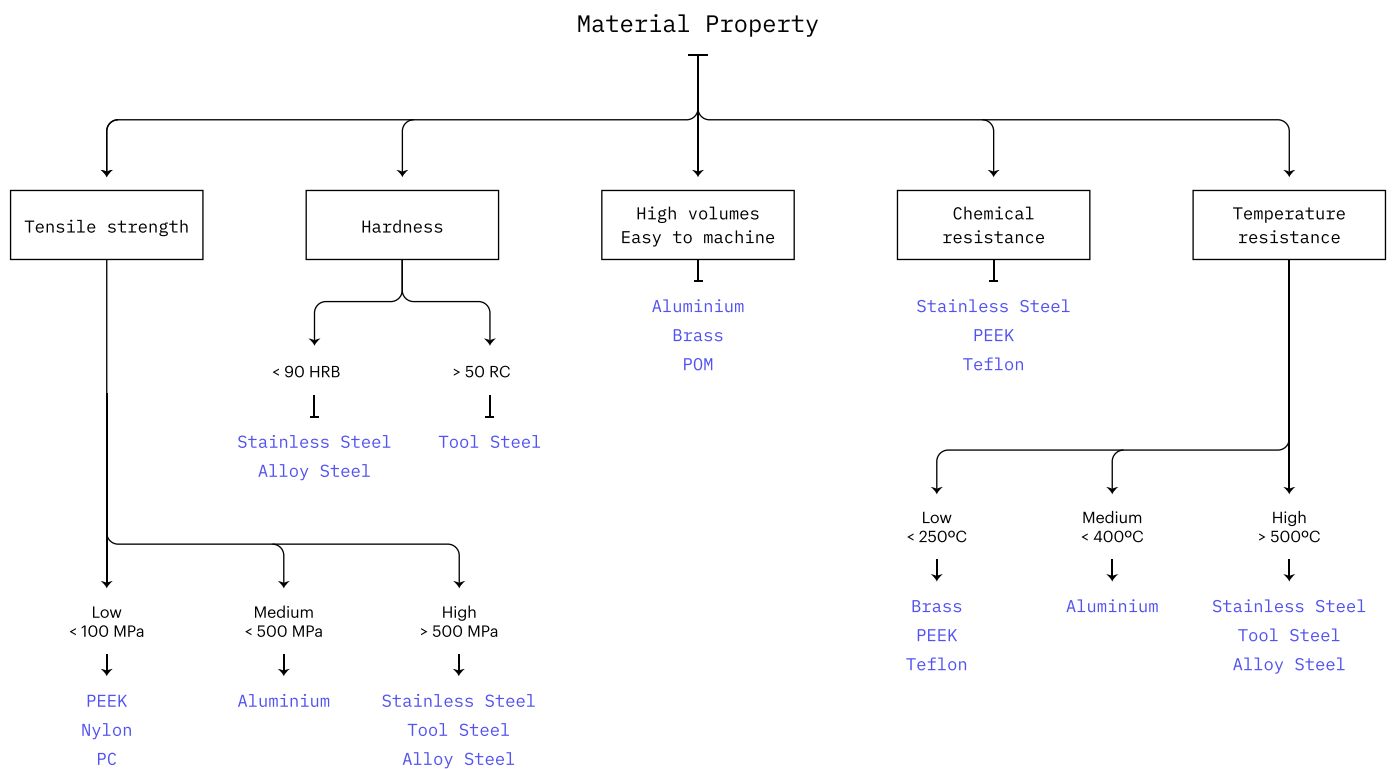 Material Property
Tensile strength
Hardness
High volumes
Easy to machine
Chemical
resistance
Temperature
resistance
Aluminium
Brass
POM
Stainless Steel
PEEK
Teflon
< 90 HRB
> 50 RC
Stainless Steel
Alloy Steel
Tool Steel
Low
< 250ºC
Medium
< 400ºC
High
> 500ºC
Brass
PEEK
Teflon
Aluminium
Stainless Steel
Tool Steel
Alloy Steel
Low
< 100 MPa
Medium
< 500 MPa
High
> 500 MPa
PEEK
Nylon
PC
Aluminium
Stainless Steel
Tool Steel
Alloy Steel